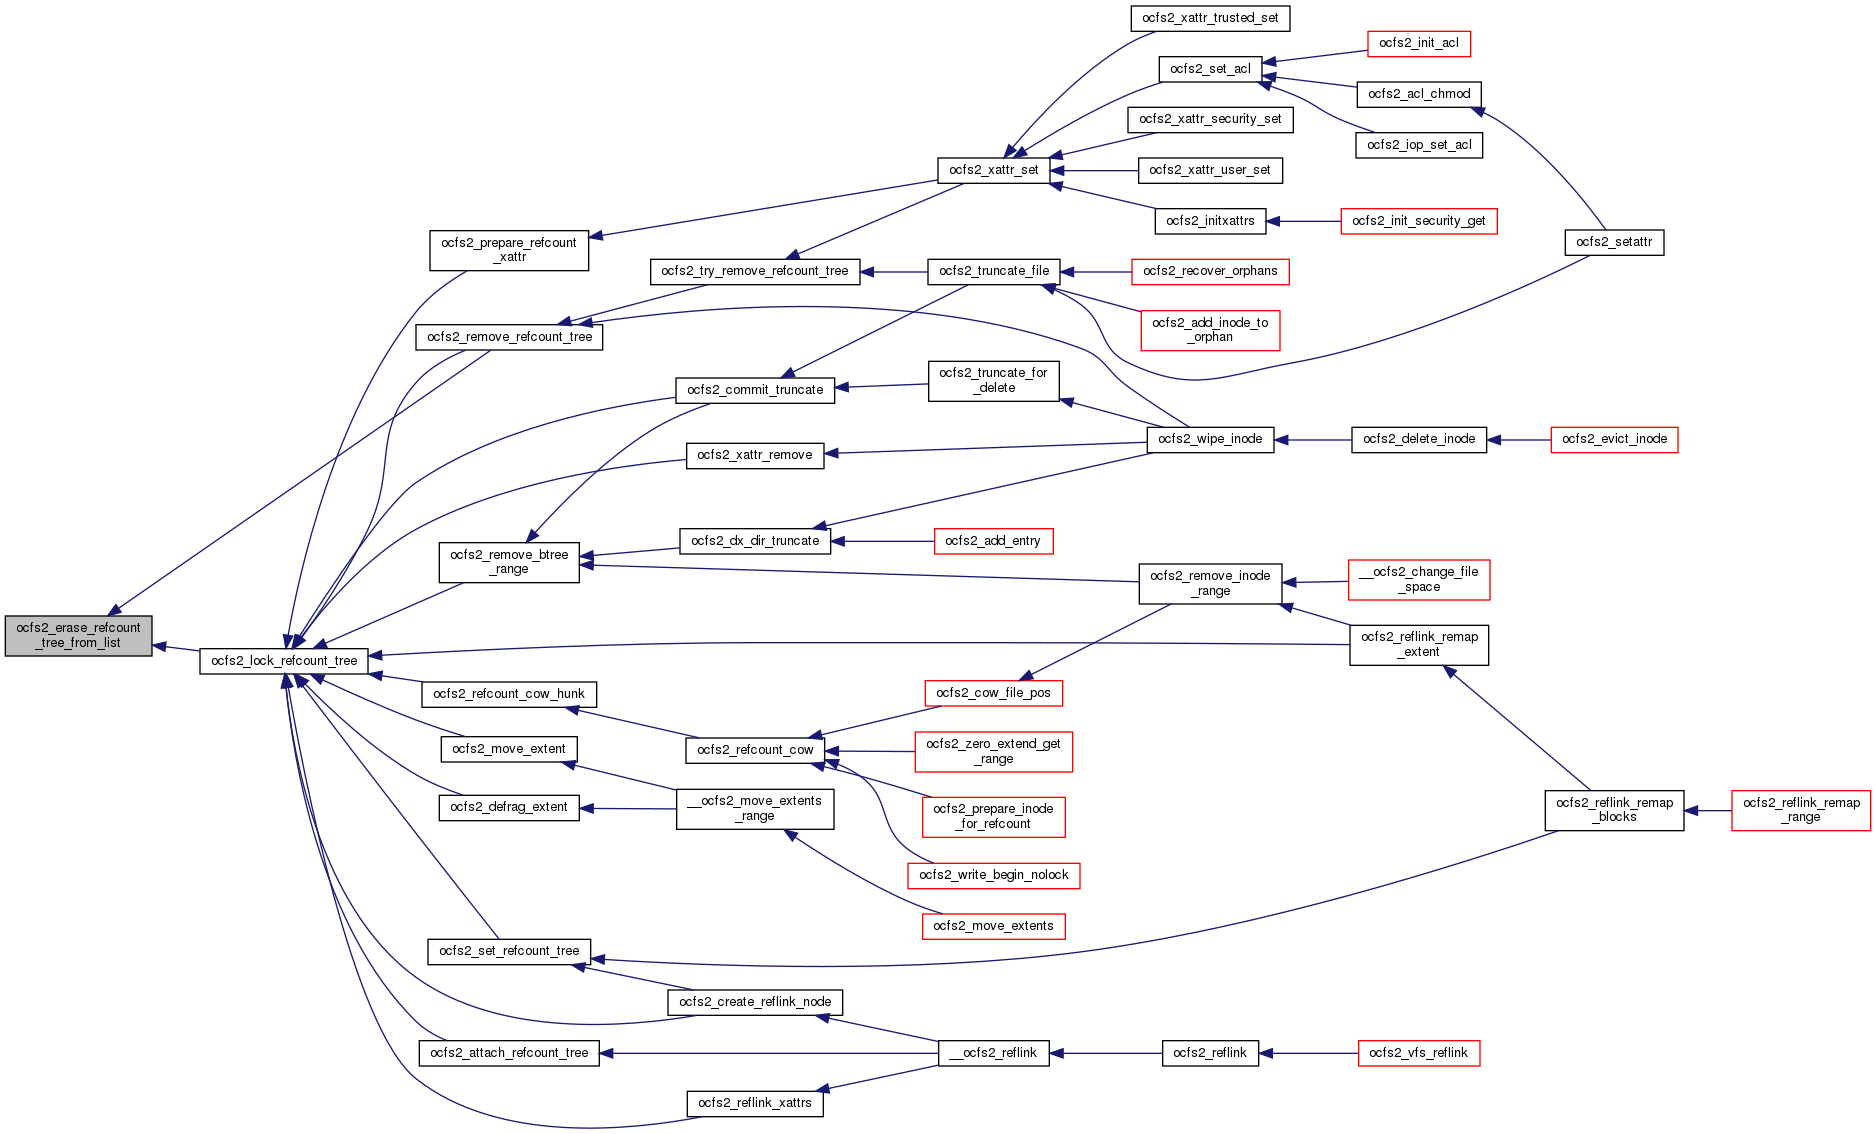 ocfs2_xattr_trusted_set
ocfs2_init_acl
ocfs2_set_acl
ocfs2_acl_chmod
ocfs2_xattr_security_set
ocfs2_iop_set_acl
ocfs2_xattr_set
ocfs2_xattr_user_set
ocfs2_initxattrs
ocfs2_init_security_get
ocfs2_prepare_refcount
_xattr
ocfs2_setattr
ocfs2_try_remove_refcount_tree
ocfs2_truncate_file
ocfs2_recover_orphans
ocfs2_add_inode_to
_orphan
ocfs2_remove_refcount_tree
ocfs2_commit_truncate
ocfs2_truncate_for
_delete
ocfs2_wipe_inode
ocfs2_delete_inode
ocfs2_evict_inode
ocfs2_xattr_remove
ocfs2_dx_dir_truncate
ocfs2_add_entry
ocfs2_remove_btree
_range
ocfs2_remove_inode
_range
__ocfs2_change_file
_space
ocfs2_erase_refcount
_tree_from_list
ocfs2_lock_refcount_tree
ocfs2_reflink_remap
_extent
ocfs2_refcount_cow_hunk
ocfs2_cow_file_pos
ocfs2_move_extent
ocfs2_refcount_cow
ocfs2_zero_extend_get
_range
ocfs2_defrag_extent
__ocfs2_move_extents
_range
ocfs2_prepare_inode
_for_refcount
ocfs2_reflink_remap
_blocks
ocfs2_reflink_remap
_range
ocfs2_write_begin_nolock
ocfs2_move_extents
ocfs2_set_refcount_tree
ocfs2_create_reflink_node
ocfs2_attach_refcount_tree
__ocfs2_reflink
ocfs2_reflink
ocfs2_vfs_reflink
ocfs2_reflink_xattrs